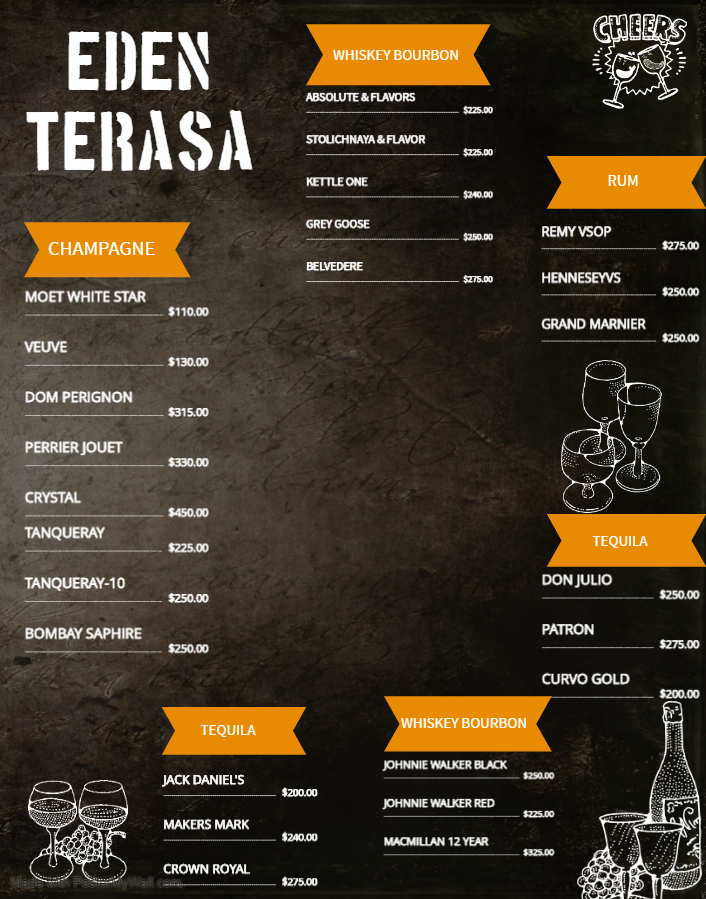 EDEN
TERASA
CHAMPAGNE
MOET WHITE STAR
$110.00
VEUVE
$130.00
DOM PERIGNON
$315.00
PERRIER JOUET
$330.00
CRYSTAL
$450.00
TANQUERAY
$225.00
TANQUERAY-10
$250.00
BOMBAY SAPHIRE
$250.00
WHISKEY BOURBON
ABSOLUTE & FLAVORS
$225.00
STOLICHNAYA & FLAVOR
$225.00
KETTLE ONE
$240.00
GREY GOOSE
$250.00
BELVEDERE
$275.00
CHEERS
RUM
REMY VSOP
$275.00
HENNESEYVS
$250.00
GRAND MARNIER
$250.00
TEQUILA
DON JULIO
$250.00
PATRON
$275.00
CURVO GOLD
$200.00
TEQUILA
JACK DANIEL'S
$200.00
MAKERS MARK
$240.00
CROWN ROYAL
$275.00
WHISKEY BOURBON
JOHNNIE WALKER BLACK
$250.00
JOHNNIE WALKER RED
$225.00
MACMILLAN 12 YEAR
$325.00
Made with PosterMyWall.com